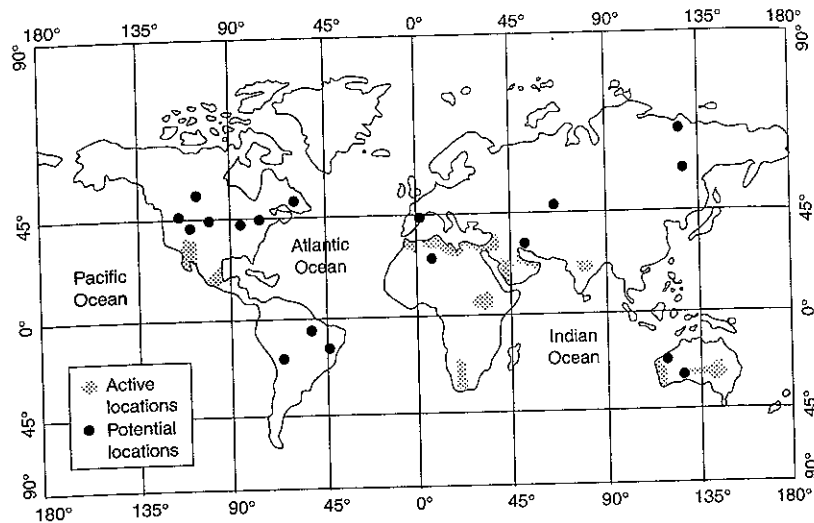 180° 135° 90° 45° 0° 45° 90° 135° 180°
90° 90°
45° 45°
Atlantic
Ocean
Pacific
Ocean
0° 0°
Indian
Ocean
Active
locations
Potential
locations
45° 45°
90° 90°
180° 135° 90° 45° 0° 45° 90° 135° 180°